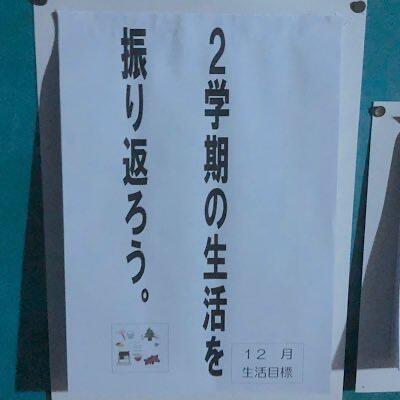 ２学期の生活を
振り返ろう。
１２　月
生活目標